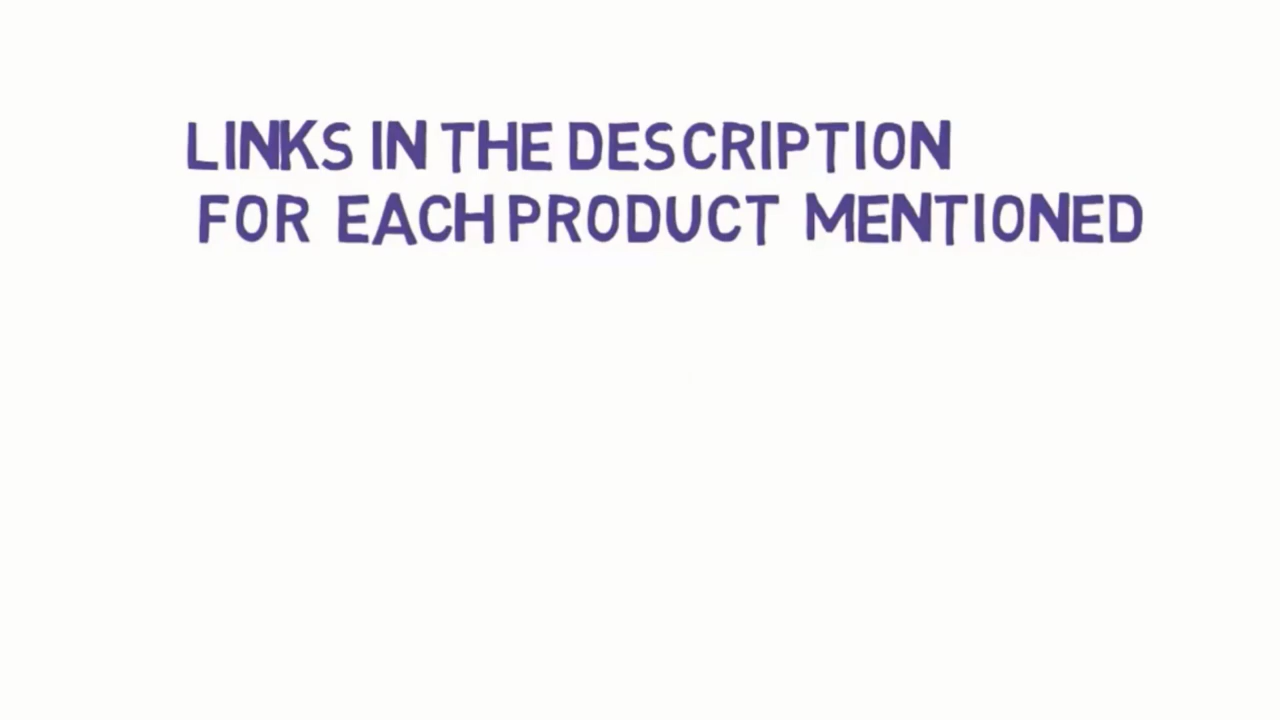 LINKS IN THE DESCRIPTION
FOR EACH PRODUCT MENTIONED